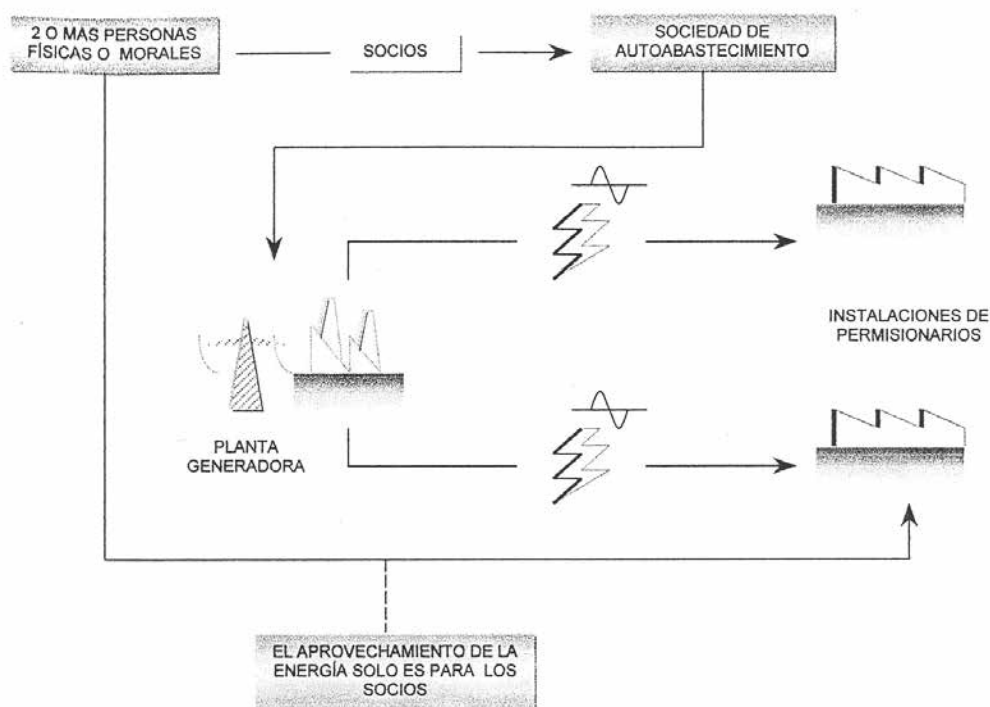 2 O MAS PERSONAS
FÍSICAS O MORALES
SOCIOS
SOCIEDAD DE
AUTOABASTECIMIENTO
INSTALACIONES DE
PERMISIONARIOS
PLANTA
GENERADORA
EL APROVECHAMIENTO DE LA
ENERGÍA SOLO ES PARA LOS
SOCIOS